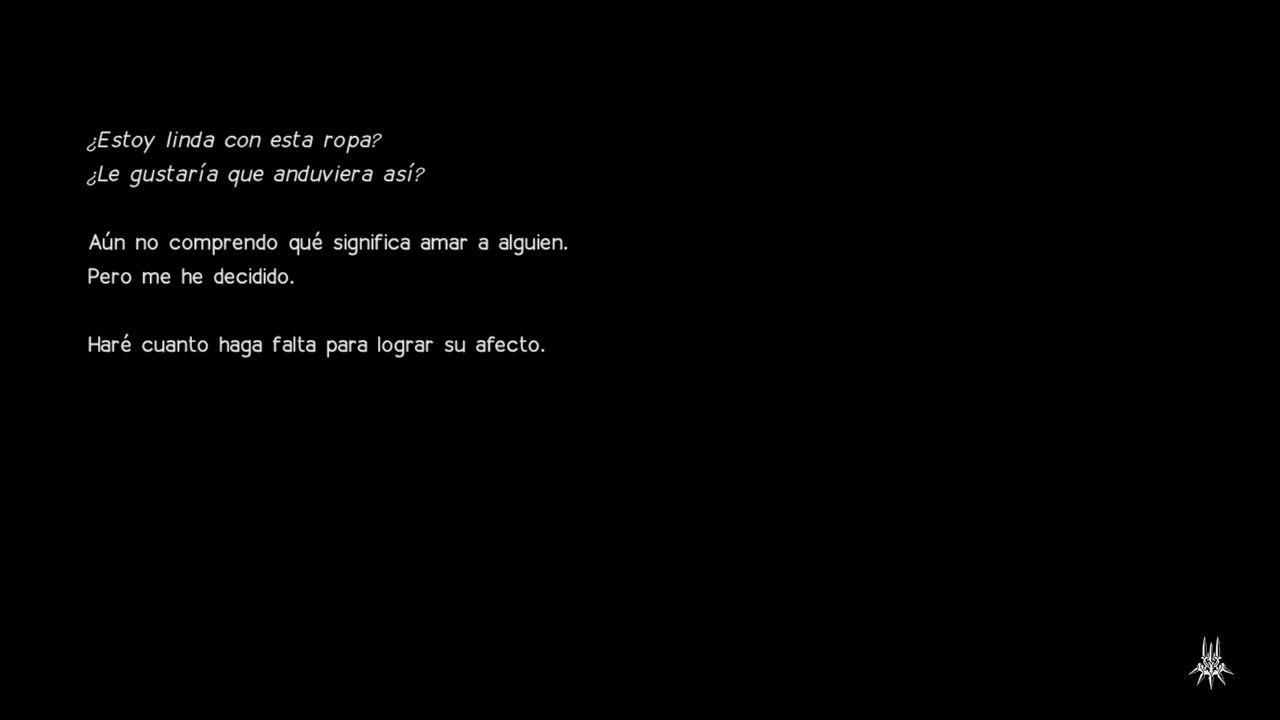 ¿Estoy linda con esta ropa?
¿Le gustaría que anduviera así?
Aún no comprendo qué significa amar a alguien.
Pero me he decidido.
Haré cuanto haga falta para lograr su afecto.